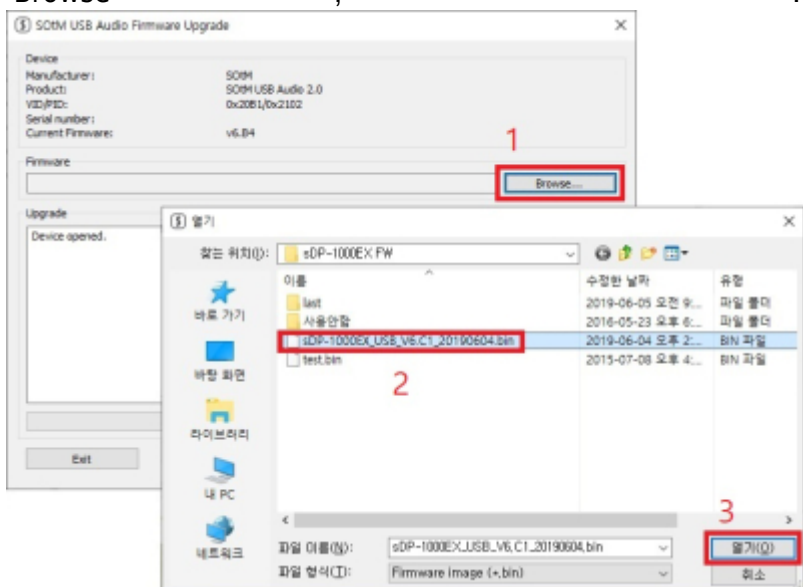 Browse
SOtM USB Audio Firmware Upgrade
Device
Manufacturer: SOtM
Product: SOtM USB Audio 2.0
VID/PID: 0x20B1/0x2102
Serial number:
Current Firmware: v6.B4
1
Firmware
Browse...
Upgrade
Device opened.
Exit
열기
찾는 위치(I): sDP-1000EX FW
이름 수정한 날짜 유형
last 2019-06-05 오전 9:... 파일 폴더
사용안함 2016-05-23 오후 6:... 파일 폴더
sDP-1000EX_USB_V6.C1_20190604.bin 2019-06-04 오후 2:... BIN 파일
test.bin 2015-07-08 오후 4:... BIN 파일
2
바로 가기
바탕 화면
라이브러리
내 PC
네트워크
3
파일 이름(N): sDP-1000EX_USB_V6.C1_20190604.bin 열기(O)
파일 형식(T): Firmware image (*.bin) 취소